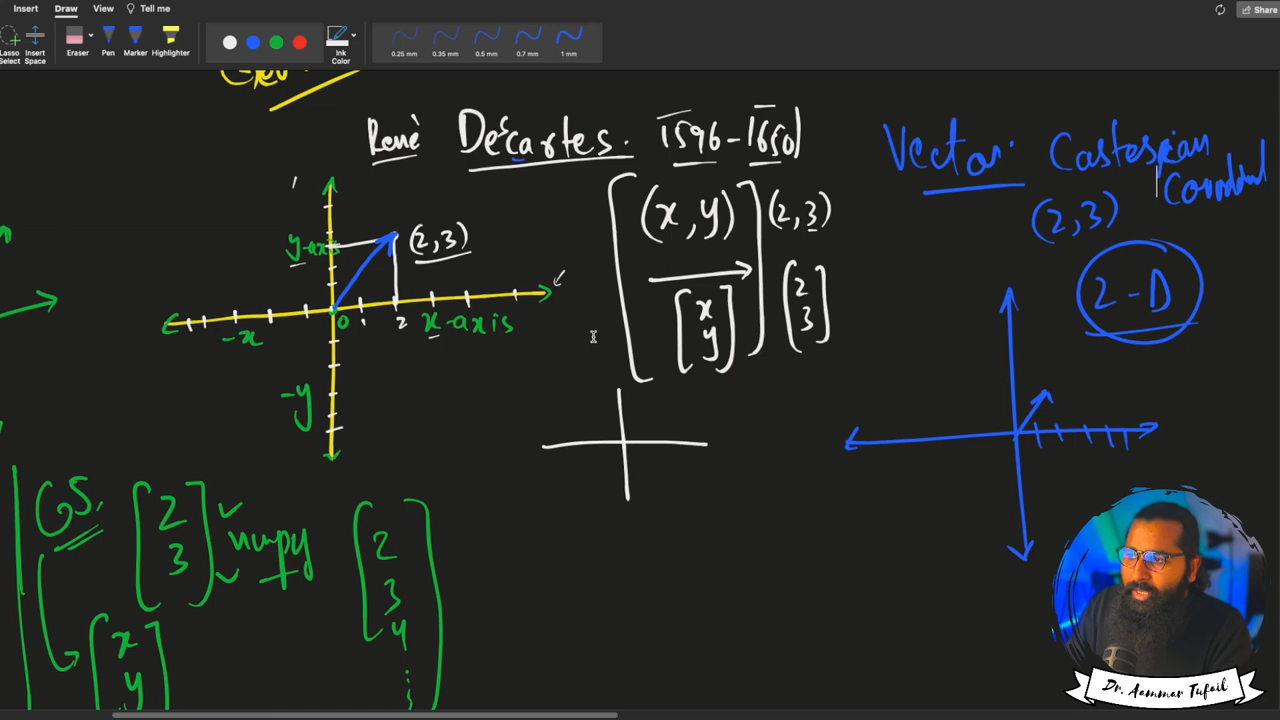 Insert Draw View Tell me
Share
Lasso Select
Insert Space
Eraser
Pen
Marker
Highlighter
Ink Color
0.25 mm
0.35 mm
0.5 mm
0.7 mm
1 mm
René Descartes. 1596-1650
y-axis
(2,3)
0
1
2
x-axis
-x
-y
(x,y) (2,3)
[x y]
[2 3]
Vector. Cartesian
(2,3)
2-D
CS.
[2 3]
numpy
2
3
4
x
y
Dr. Aammar Tufail